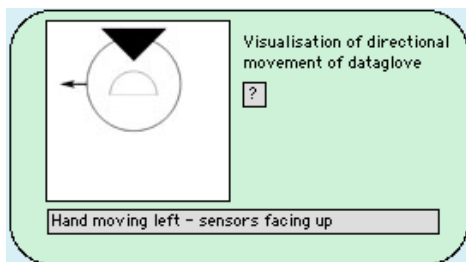 Visualisation of directional
movement of dataglove
?
Hand moving left - sensors facing up